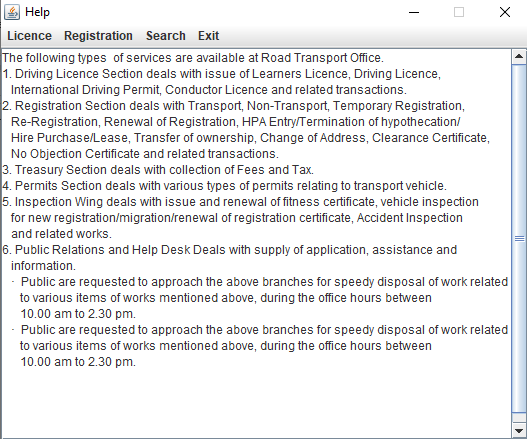 Help
Licence Registration Search Exit
The following types  of services are available at Road Transport Office.
1. Driving Licence Section deals with issue of Learners Licence, Driving Licence,
International Driving Permit, Conductor Licence and related transactions.
2. Registration Section deals with Transport, Non-Transport, Temporary Registration,
Re-Registration, Renewal of Registration, HPA Entry/Termination of hypothecation/
Hire Purchase/Lease, Transfer of ownership, Change of Address, Clearance Certificate,
No Objection Certificate and related transactions.
3. Treasury Section deals with collection of Fees and Tax.
4. Permits Section deals with various types of permits relating to transport vehicle.
5. Inspection Wing deals with issue and renewal of fitness certificate, vehicle inspection
for new registration/migration/renewal of registration certificate, Accident Inspection
and related works.
6. Public Relations and Help Desk Deals with supply of application, assistance and
information.
· Public are requested to approach the above branches for speedy disposal of work related
to various items of works mentioned above, during the office hours between
10.00 am to 2.30 pm.
· Public are requested to approach the above branches for speedy disposal of work related
to various items of works mentioned above, during the office hours between
10.00 am to 2.30 pm.